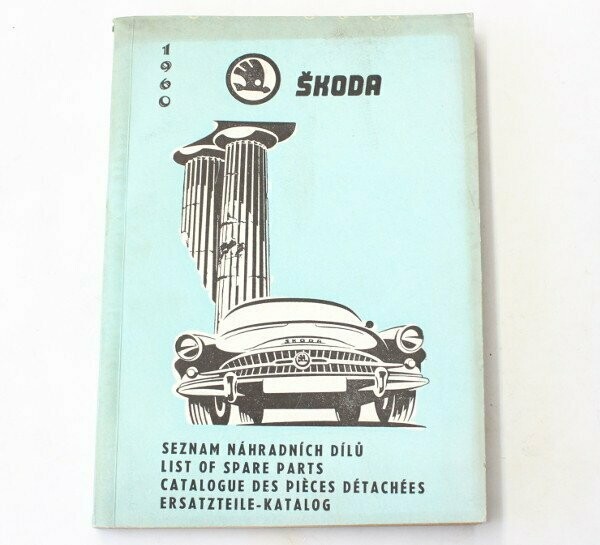 1960
ŠKODA
ŠKODA
SEZNAM NÁHRADNÍCH DÍLŮ
LIST OF SPARE PARTS
CATALOGUE DES PIÈCES DÉTACHÉES
ERSATZTEILE-KATALOG